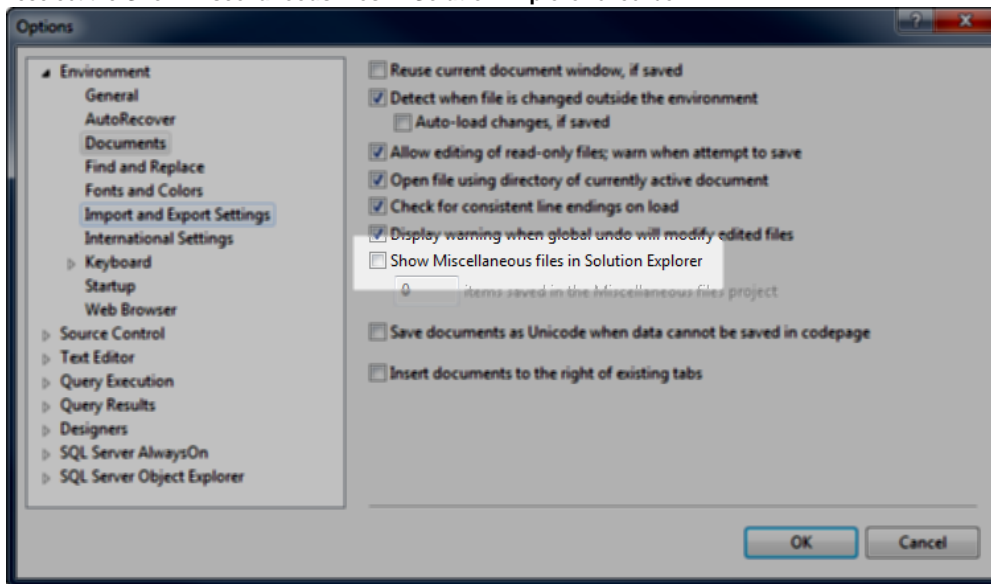 Options
Environment
General
AutoRecover
Documents
Find and Replace
Fonts and Colors
Import and Export Settings
International Settings
Keyboard
Startup
Web Browser
Source Control
Text Editor
Query Execution
Query Results
Designers
SQL Server AlwaysOn
SQL Server Object Explorer
Reuse current document window, if saved
Detect when file is changed outside the environment
Auto-load changes, if saved
Allow editing of read-only files; warn when attempt to save
Open file using directory of currently active document
Check for consistent line endings on load
Display warning when global undo will modify edited files
Show Miscellaneous files in Solution Explorer
0 items saved in the Miscellaneous files project
Save documents as Unicode when data cannot be saved in codepage
Insert documents to the right of existing tabs
OK Cancel